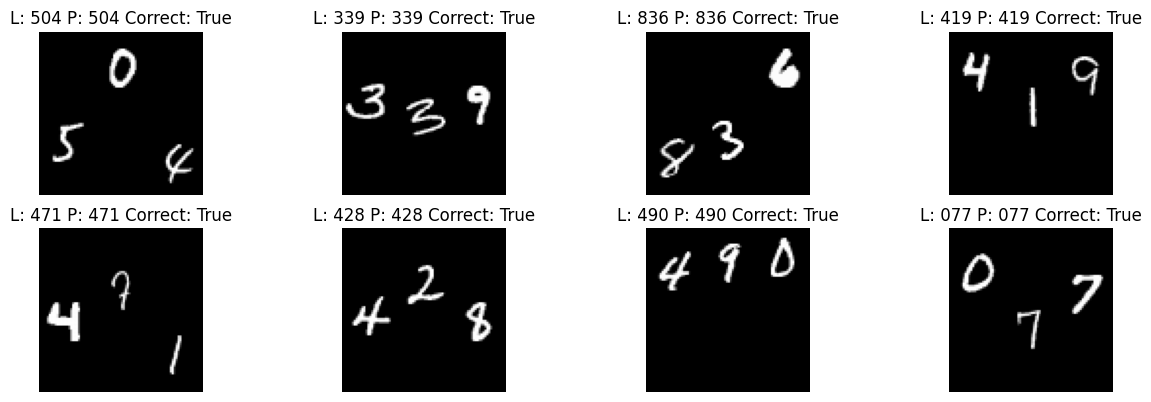 L: 504 P: 504 Correct: True
L: 339 P: 339 Correct: True
L: 836 P: 836 Correct: True
L: 419 P: 419 Correct: True
5 0 4
3 3 9
8 3 6
4 1 9
L: 471 P: 471 Correct: True
L: 428 P: 428 Correct: True
L: 490 P: 490 Correct: True
L: 077 P: 077 Correct: True
4 7 1
4 2 8
4 9 0
0 7 7